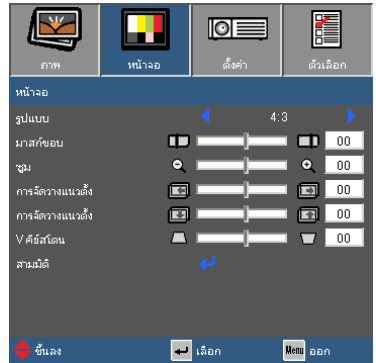 ภาพ หน้าจอ ตั้งค่า ตัวเลือก
หน้าจอ
รูปแบบ 4:3
มาสก์ขอบ 00
ซูม 00
การจัดวางแนวตั้ง 00
การจัดวางแนวตั้ง 00
V คีย์สโตน 00
สามมิติ
ขึ้นลง เลือก Menu ออก